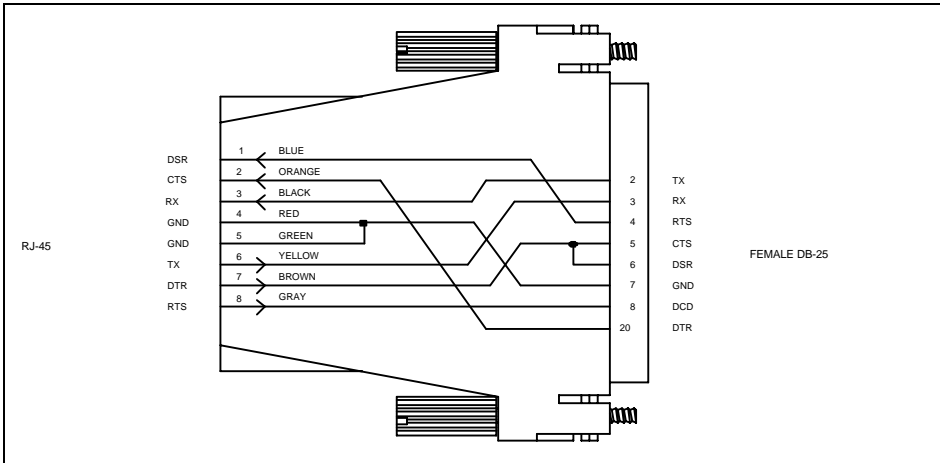 1 BLUE
DSR
2 ORANGE
CTS
3 BLACK
RX
4 RED
GND
5 GREEN
GND
6 YELLOW
TX
7 BROWN
DTR
8 GRAY
RTS
RJ-45
2 TX
3 RX
4 RTS
5 CTS
6 DSR
7 GND
8 DCD
20 DTR
FEMALE DB-25